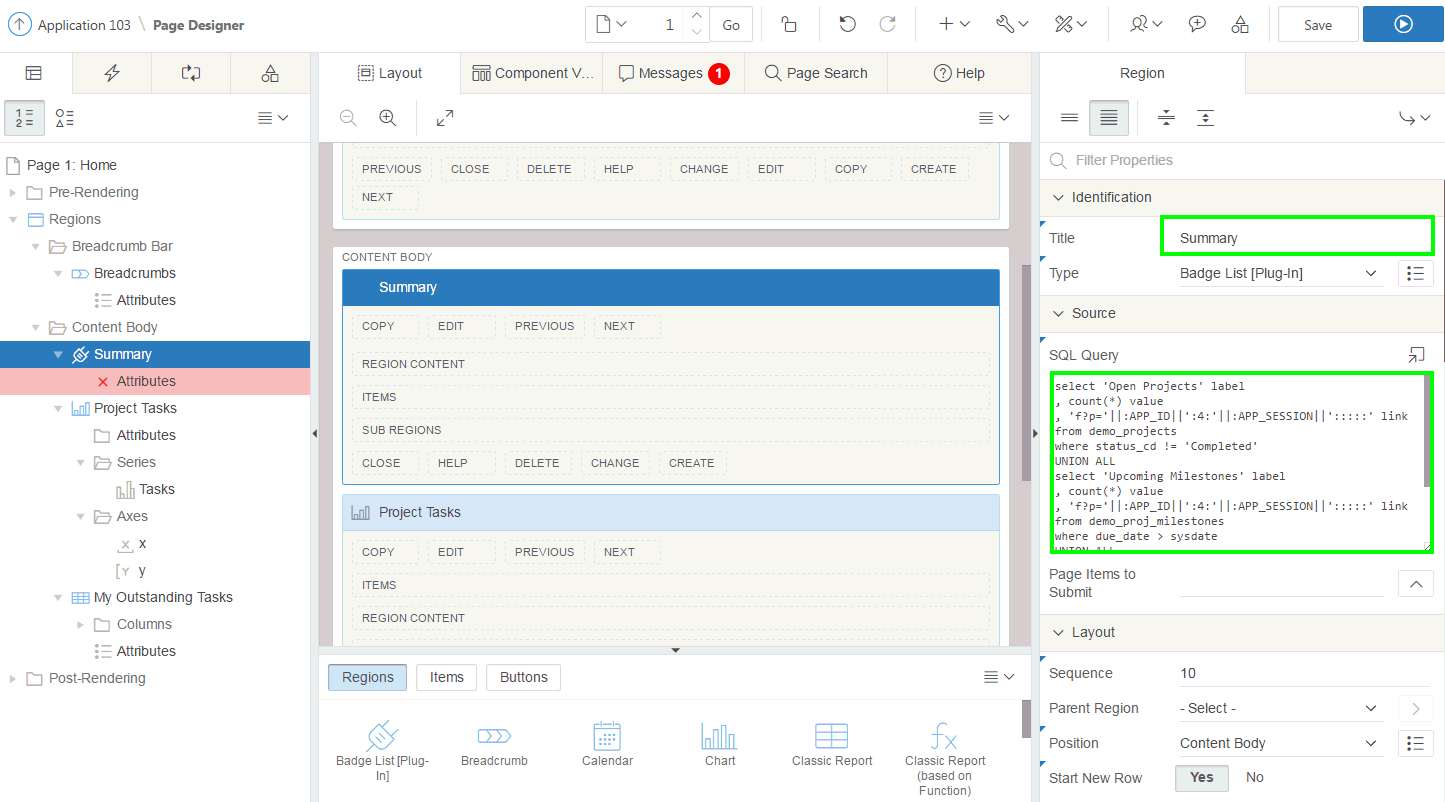 Application 103 \ Page Designer
1
Go
Save
Layout
Component V...
Messages 1
Page Search
Help
Region
Page 1: Home
Pre-Rendering
Regions
Breadcrumb Bar
Breadcrumbs
Attributes
Content Body
Summary
Attributes
Project Tasks
Attributes
Series
Tasks
Axes
x
y
My Outstanding Tasks
Columns
Attributes
Post-Rendering
PREVIOUS CLOSE DELETE HELP CHANGE EDIT COPY CREATE
NEXT
CONTENT BODY
Summary
COPY EDIT PREVIOUS NEXT
REGION CONTENT
ITEMS
SUB REGIONS
CLOSE HELP DELETE CHANGE CREATE
Project Tasks
COPY EDIT PREVIOUS NEXT
ITEMS
REGION CONTENT
Regions Items Buttons
Badge List [Plug-
In]
Breadcrumb
Calendar
Chart
Classic Report
Classic Report
(based on
Function)
Filter Properties
Identification
Title Summary
Type Badge List [Plug-In]
Source
SQL Query
select 'Open Projects' label
, count(*) value
, 'f?p='||:APP_ID||':4:'||:APP_SESSION||':::::' link
from demo_projects
where status_cd != 'Completed'
UNION ALL
select 'Upcoming Milestones' label
, count(*) value
, 'f?p='||:APP_ID||':4:'||:APP_SESSION||':::::' link
from demo_proj_milestones
where due_date > sysdate
UNION ALL
Page Items to
Submit
Layout
Sequence 10
Parent Region - Select -
Position Content Body
Start New Row Yes No